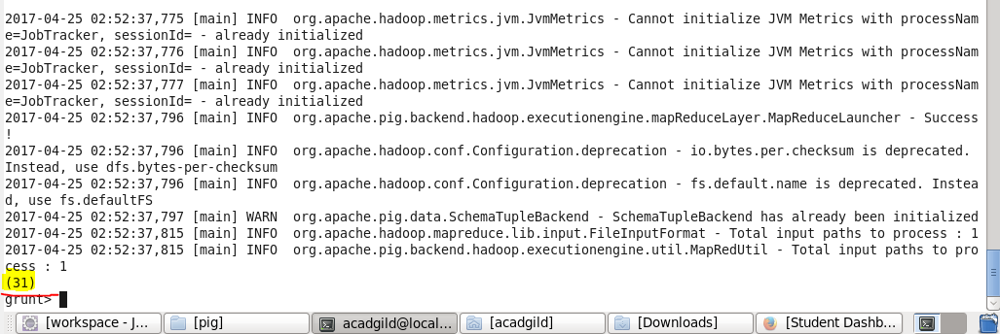 2017-04-25 02:52:37,775 [main] INFO  org.apache.hadoop.metrics.jvm.JvmMetrics - Cannot initialize JVM Metrics with processNam
e=JobTracker, sessionId= - already initialized
2017-04-25 02:52:37,776 [main] INFO  org.apache.hadoop.metrics.jvm.JvmMetrics - Cannot initialize JVM Metrics with processNam
e=JobTracker, sessionId= - already initialized
2017-04-25 02:52:37,777 [main] INFO  org.apache.hadoop.metrics.jvm.JvmMetrics - Cannot initialize JVM Metrics with processNam
e=JobTracker, sessionId= - already initialized
2017-04-25 02:52:37,796 [main] INFO  org.apache.pig.backend.hadoop.executionengine.mapReduceLayer.MapReduceLauncher - Success
!
2017-04-25 02:52:37,796 [main] INFO  org.apache.hadoop.conf.Configuration.deprecation - io.bytes.per.checksum is deprecated.
Instead, use dfs.bytes-per-checksum
2017-04-25 02:52:37,796 [main] INFO  org.apache.hadoop.conf.Configuration.deprecation - fs.default.name is deprecated. Instea
d, use fs.defaultFS
2017-04-25 02:52:37,797 [main] WARN  org.apache.pig.data.SchemaTupleBackend - SchemaTupleBackend has already been initialized
2017-04-25 02:52:37,815 [main] INFO  org.apache.hadoop.mapreduce.lib.input.FileInputFormat - Total input paths to process : 1
2017-04-25 02:52:37,815 [main] INFO  org.apache.pig.backend.hadoop.executionengine.util.MapRedUtil - Total input paths to pro
cess : 1
(31)
grunt>
[workspace - J... [pig] acadgild@local... [acadgild] [Downloads] [Student Dashb...